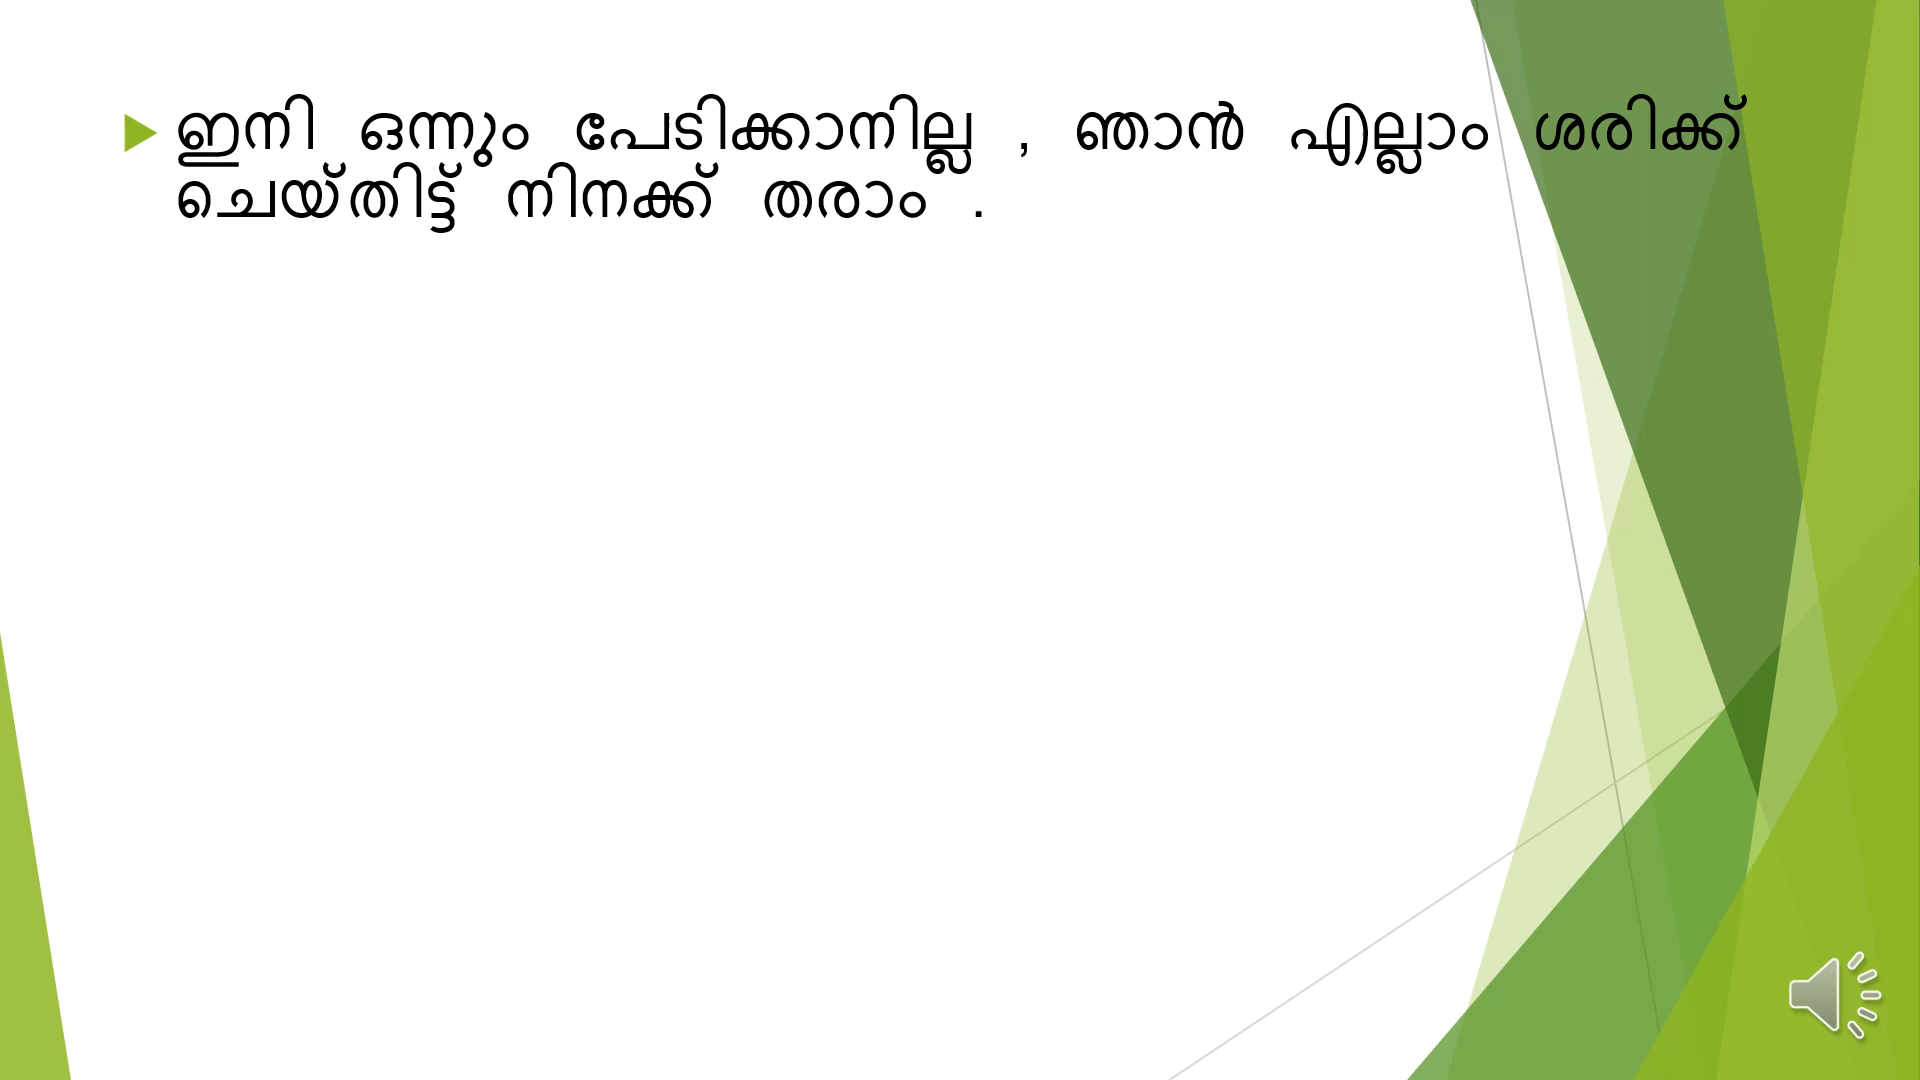 ഇനി ഒന്നും പേടിക്കാനില്ല , ഞാൻ എല്ലാം ശരിക്ക്
ചെയ്തിട്ട് നിനക്ക് തരാം .